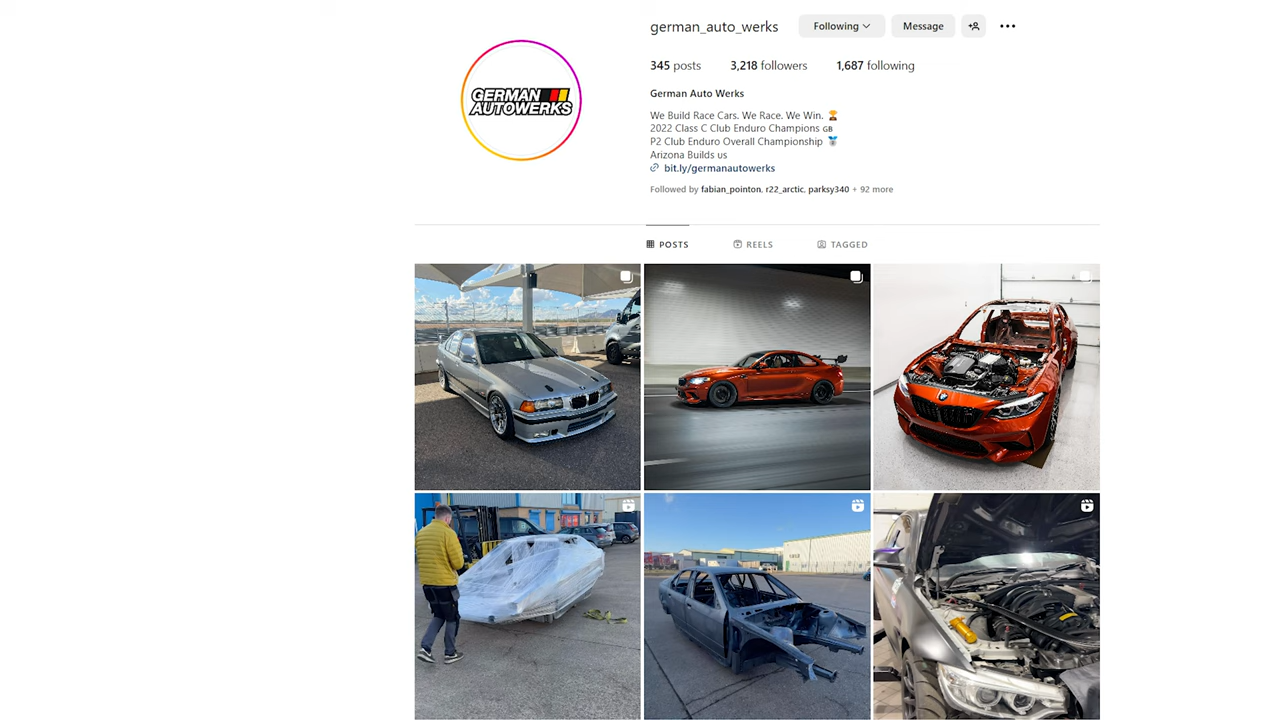 german_auto_werks
Following
Message
345 posts
3,218 followers
1,687 following
GERMAN
AUTOWERKS
German Auto Werks
We Build Race Cars. We Race. We Win. 🏆
2022 Class C Club Enduro Champions GB
P2 Club Enduro Overall Championship 🥈
Arizona Builds us
bit.ly/germanautowerks
Followed by fabian_pointon, r22_arctic, parksy340 + 92 more
POSTS
REELS
TAGGED